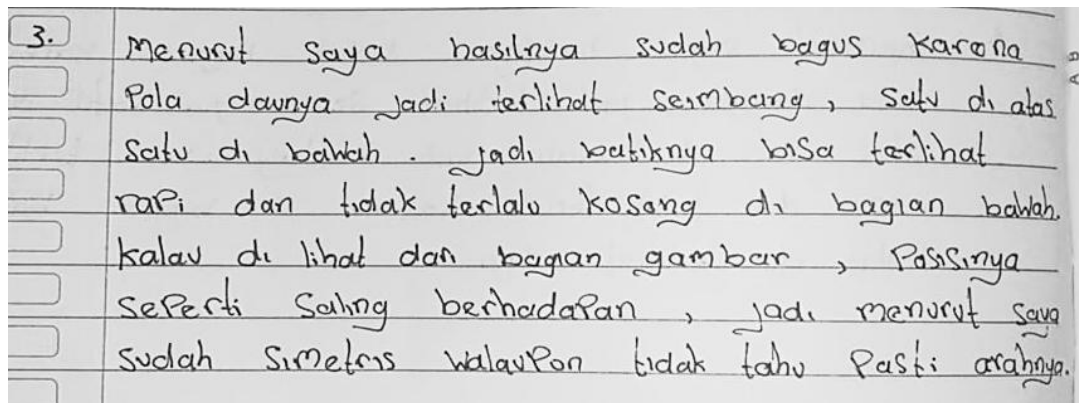 3. Menurut saya hasilnya sudah bagus karena
Pola daunya jadi terlihat seimbang, satu di atas
satu di bawah. jadi batiknya bisa terlihat
rapi dan tidak terlalu kosong di bagian bawah.
kalau di lihat dari bagian gambar, Posisinya
seperti saling berhadapan, jadi menurut saya
sudah simetris walaupon tidak tahu Pasti arahnya.
A B